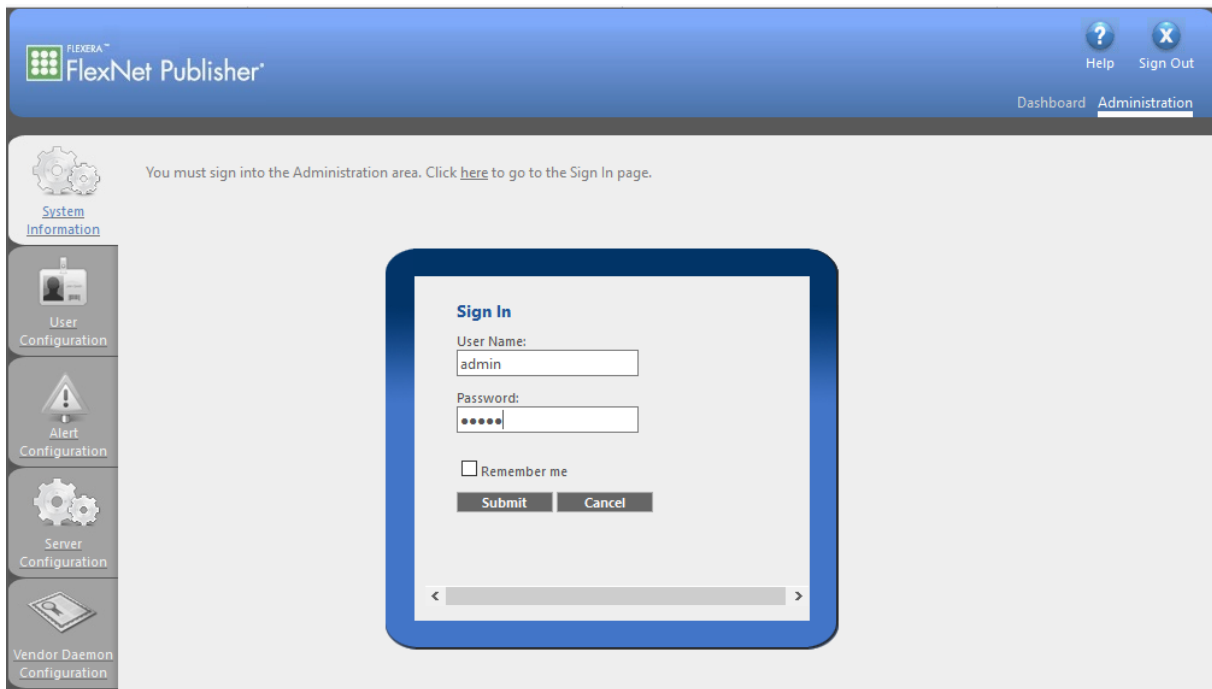 FLEXERA™
FlexNet Publisher®
Help
Sign Out
Dashboard
Administration
System
Information
You must sign into the Administration area. Click here to go to the Sign In page.
User
Configuration
Alert
Configuration
Server
Configuration
Vendor Daemon
Configuration
Sign In
User Name:
admin
Password:
•••••
Remember me
Submit
Cancel